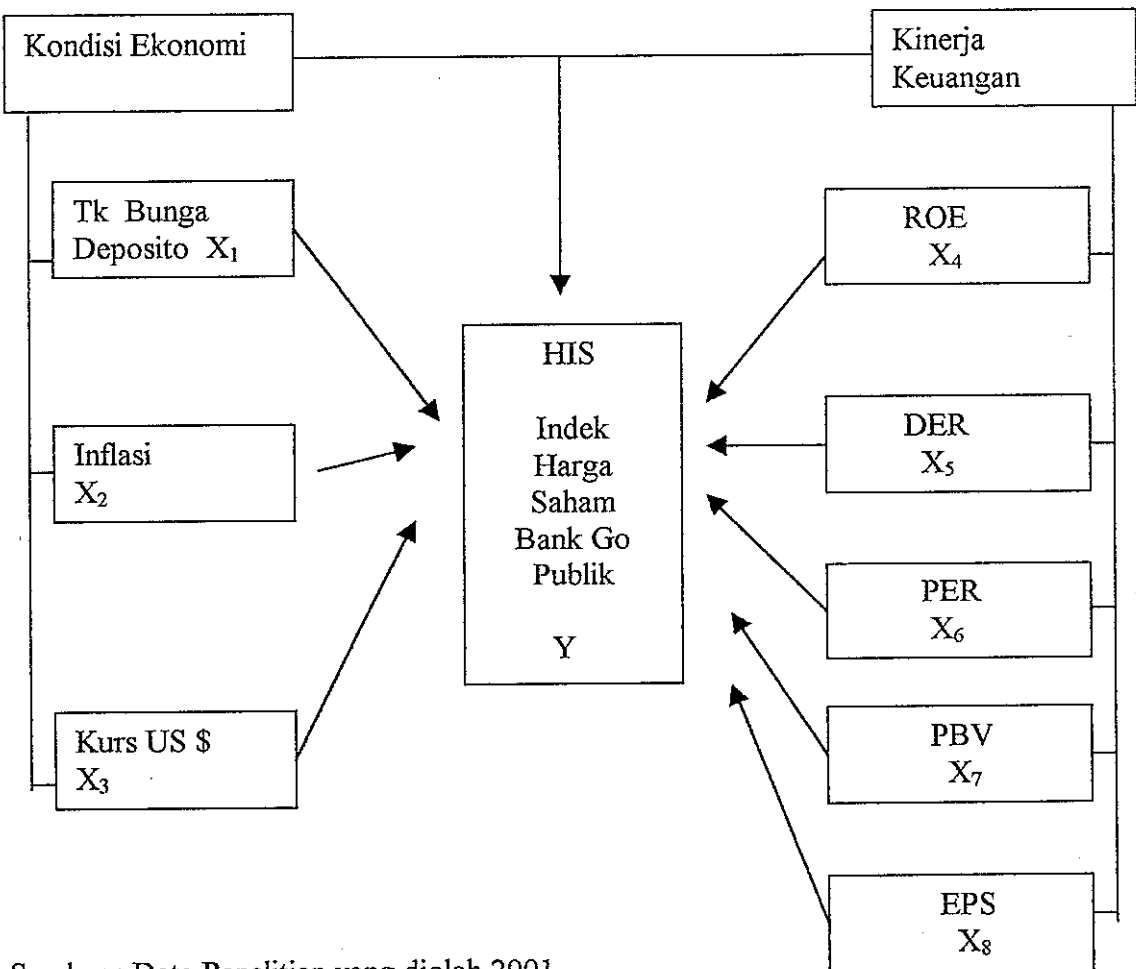 Kondisi Ekonomi
Kinerja
Keuangan
Tk Bunga
Deposito X₁
Inflasi
X₂
Kurs US $
X₃
HIS
Indek
Harga
Saham
Bank Go
Publik
Y
ROE
X₄
DER
X₅
PER
X₆
PBV
X₇
EPS
X₈
Data Penelitian yang diolah 2001